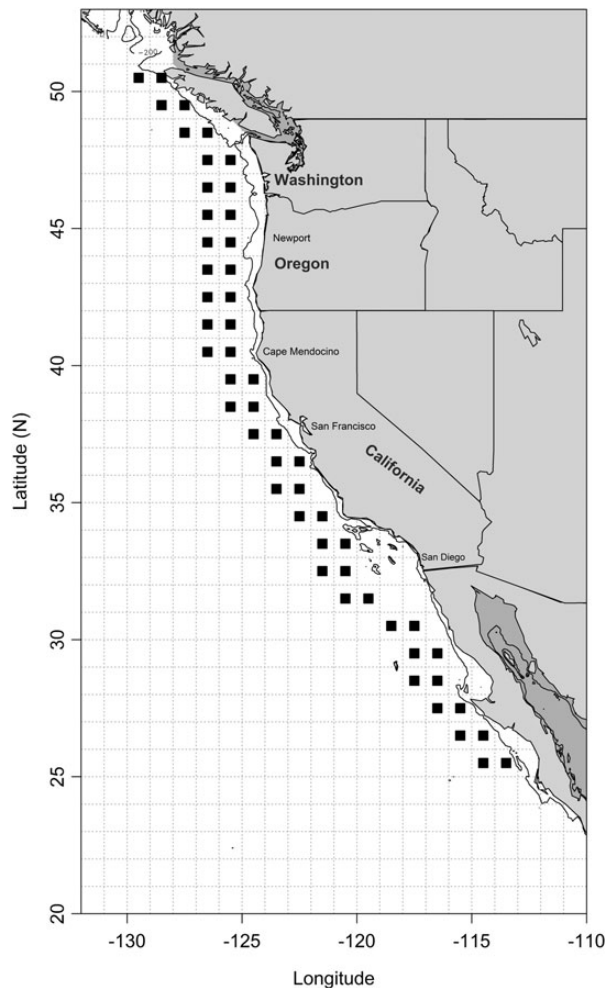 -200
50
Washington
45
Newport
Oregon
40
Cape Mendocino
San Francisco
California
35
San Diego
30
25
20
Latitude (N)
-130
-125
-120
-115
-110
Longitude